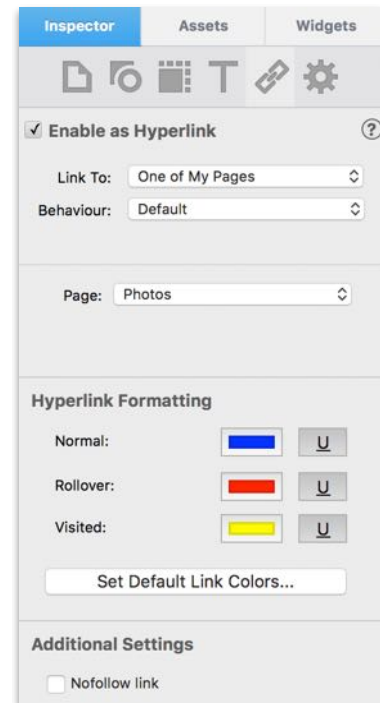 Inspector Assets Widgets
T
Enable as Hyperlink ?
Link To: One of My Pages
Behaviour: Default
Page: Photos
Hyperlink Formatting
Normal: U
Rollover: U
Visited: U
Set Default Link Colors...
Additional Settings
Nofollow link